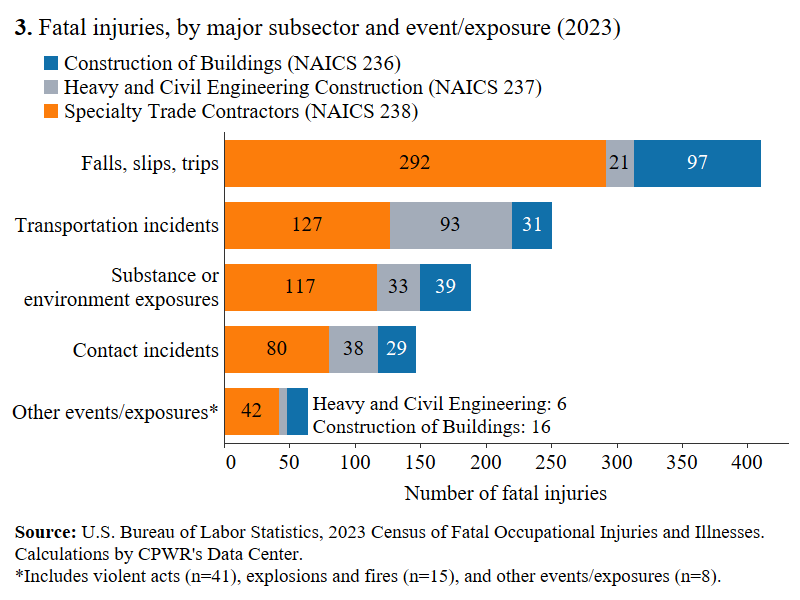 3. Fatal injuries, by major subsector and event/exposure (2023)
Construction of Buildings (NAICS 236)
Heavy and Civil Engineering Construction (NAICS 237)
Specialty Trade Contractors (NAICS 238)
Falls, slips, trips
292
21
97
Transportation incidents
127
93
31
Substance or
environment exposures
117
33
39
Contact incidents
80
38
29
Other events/exposures*
42
Heavy and Civil Engineering: 6
Construction of Buildings: 16
0 50 100 150 200 250 300 350 400
Number of fatal injuries
Source: U.S. Bureau of Labor Statistics, 2023 Census of Fatal Occupational Injuries and Illnesses.
Calculations by CPWR's Data Center.
*Includes violent acts (n=41), explosions and fires (n=15), and other events/exposures (n=8).